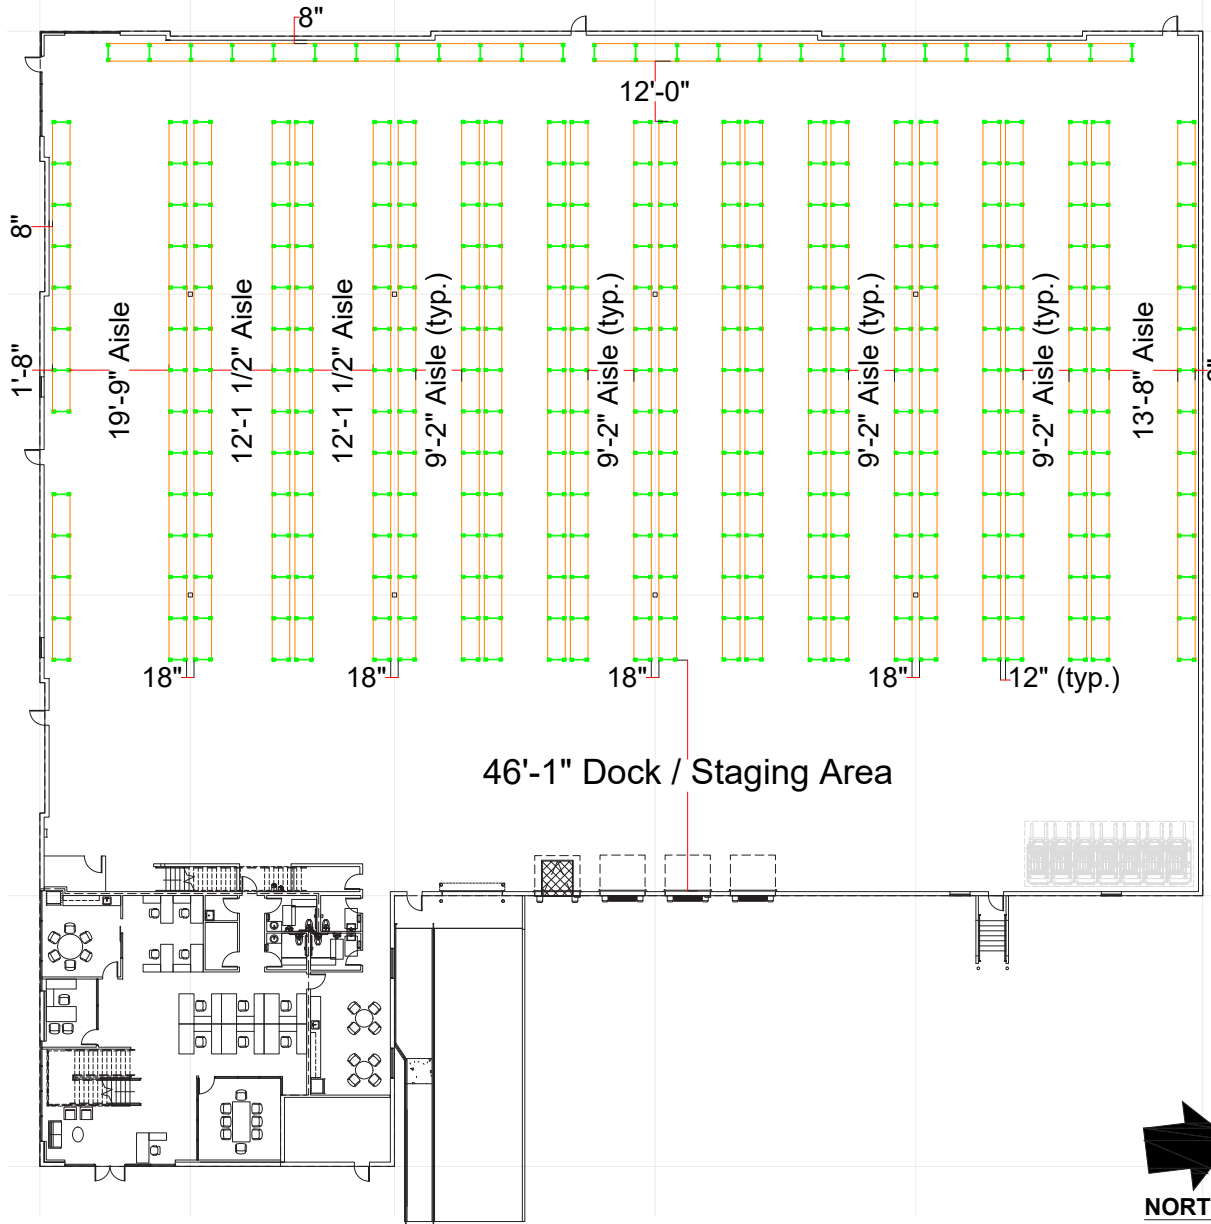 8"
12'-0"
8"
1'-8"
19'-9" Aisle
12'-1 1/2" Aisle
12'-1 1/2" Aisle
9'-2" Aisle (typ.)
9'-2" Aisle (typ.)
9'-2" Aisle (typ.)
9'-2" Aisle (typ.)
13'-8" Aisle
18"
18"
18"
18"
12" (typ.)
46'-1" Dock / Staging Area
NORT